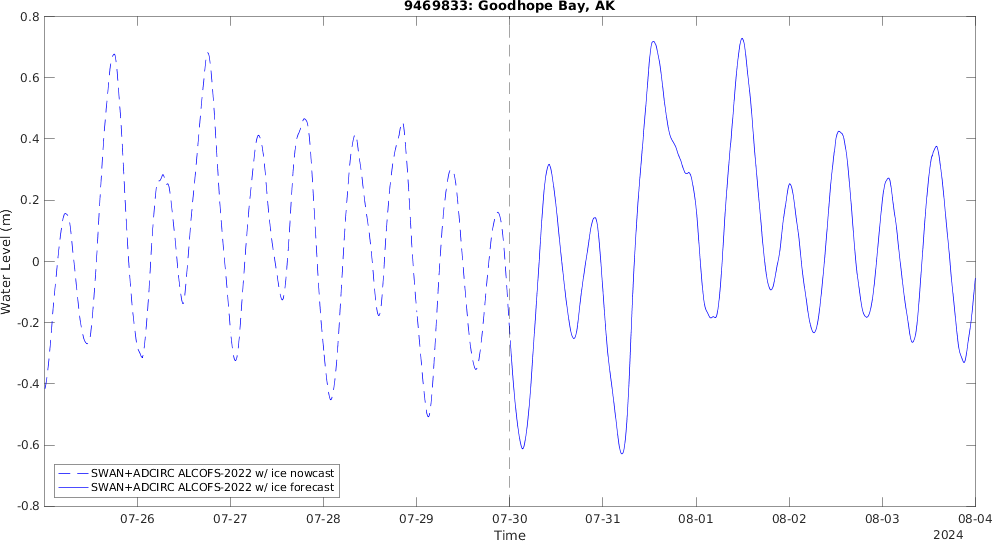 9469833: Goodhope Bay, AK
Water Level (m)
0.8
0.6
0.4
0.2
0
-0.2
-0.4
-0.6
-0.8
SWAN+ADCIRC ALCOFS-2022 w/ ice nowcast
SWAN+ADCIRC ALCOFS-2022 w/ ice forecast
07-26 07-27 07-28 07-29 07-30 07-31 08-01 08-02 08-03 08-04
Time
2024